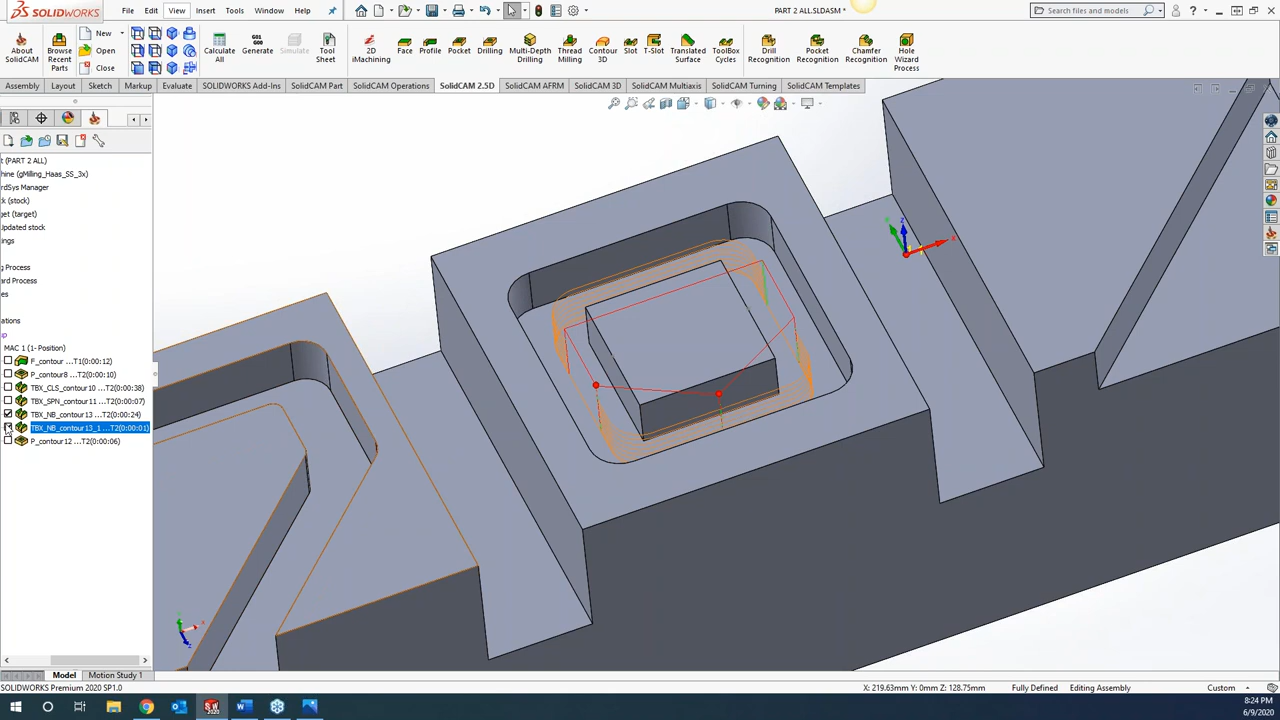 SOLIDWORKS File Edit View Insert Tools Window Help PART 2 ALL.SLDASM * Search files and models
About SolidCAM
Browse Recent Parts
New
Open
Close
Calculate All
Generate
Simulate
Tool Sheet
2D iMachining
Face
Profile
Pocket
Drilling
Multi-Depth Drilling
Thread Milling
Contour 3D
Slot
T-Slot
Translated Surface
ToolBox Cycles
Drill Recognition
Pocket Recognition
Chamfer Recognition
Hole Wizard Process
Assembly Layout Sketch Markup Evaluate SOLIDWORKS Add-Ins SolidCAM Part SolidCAM Operations SolidCAM 2.5D SolidCAM AFRM SolidCAM 3D SolidCAM Multiaxis SolidCAM Turning SolidCAM Templates
t (PART 2 ALL)
hine (gMilling_Haas_SS_3x)
rdSys Manager
ck (stock)
get (target)
pdated stock
ings
g Process
ard Process
es
ations
up
MAC 1 (1- Position)
F_contour ...T1(0:00:12)
P_contour8 ...T2(0:00:10)
TBX_CLS_contour10 ...T2(0:00:38)
TBX_SPN_contour11 ...T2(0:00:07)
TBX_NB_contour13 ...T2(0:00:24)
TBX_NB_contour13_1 ...T2(0:00:01)
P_contour12 ...T2(0:00:06)
Model Motion Study 1
SOLIDWORKS Premium 2020 SP1.0 X: 219.63mm Y: 0mm Z: 128.75mm Fully Defined Editing Assembly Custom
8:24 PM
6/9/2020